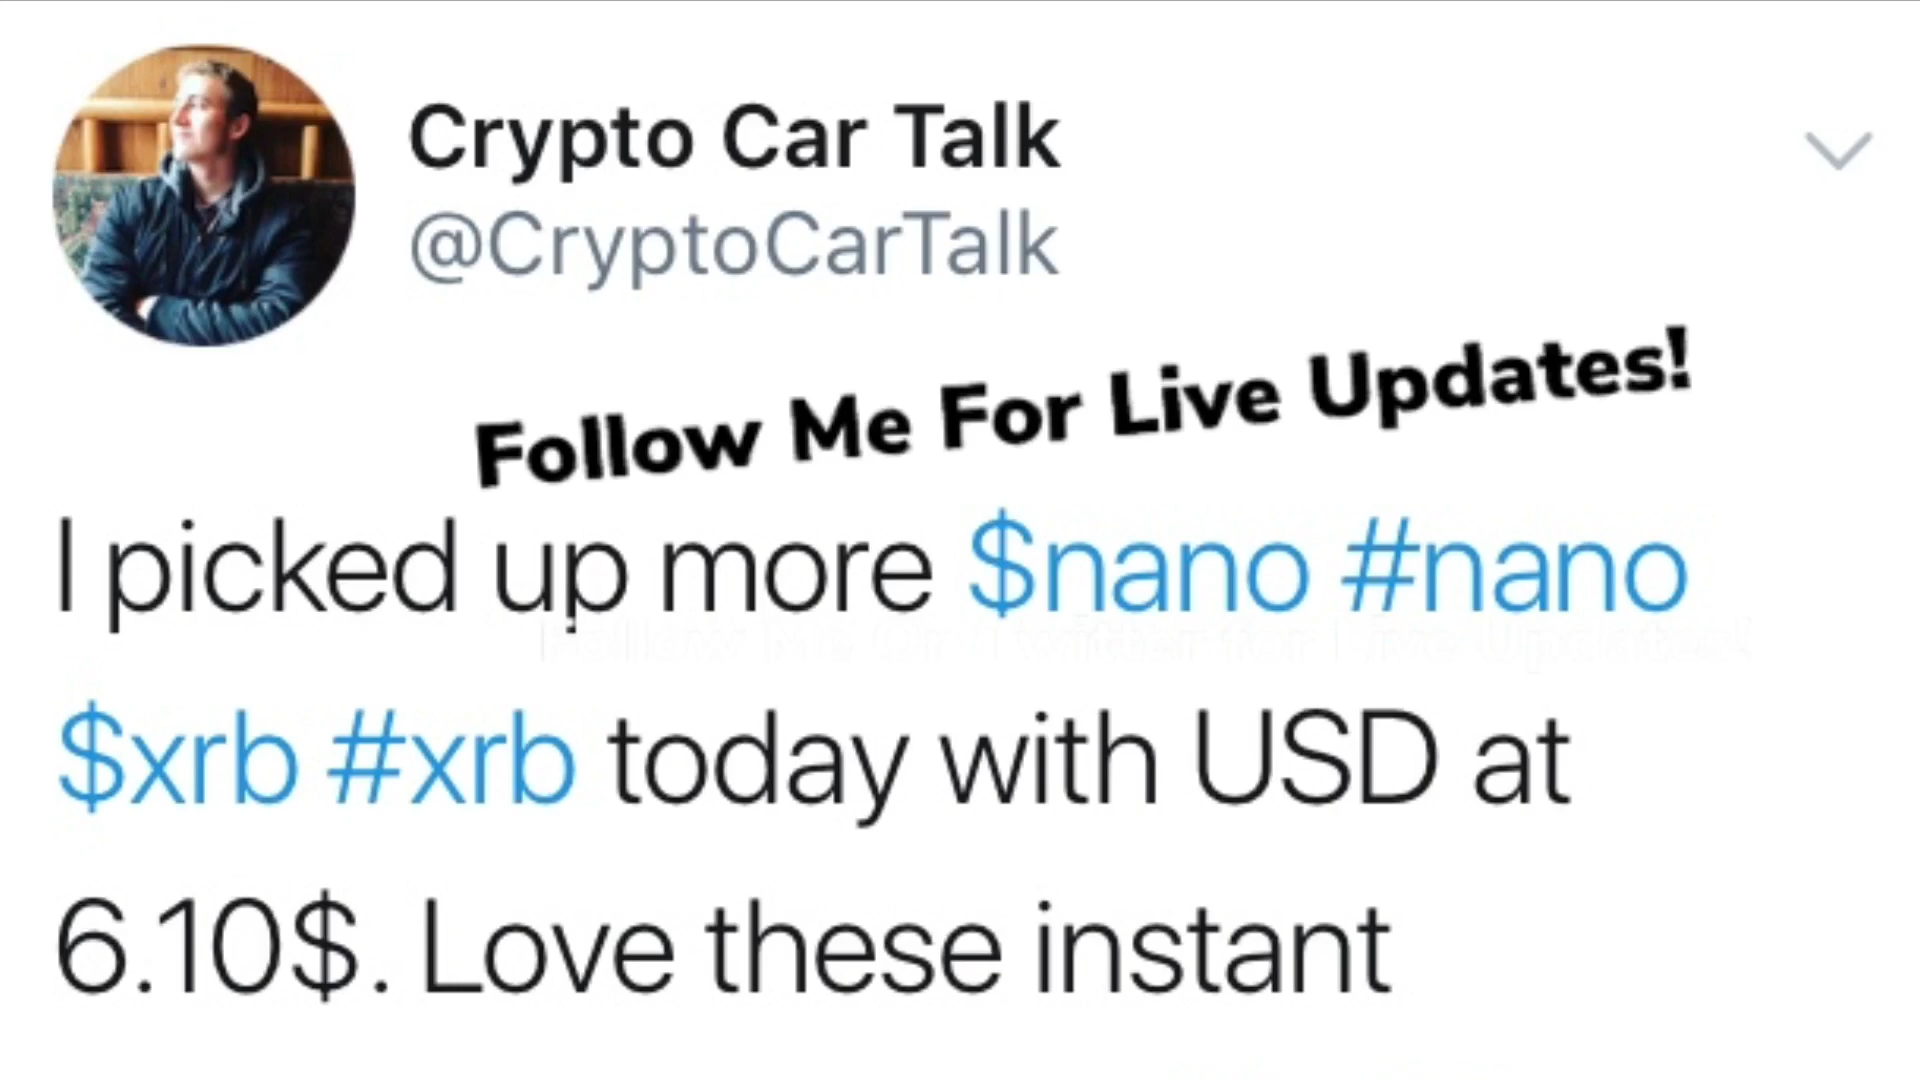 Crypto Car Talk
@CryptoCarTalk
Follow Me For Live Updates!
I picked up more $nano #nano
$xrb #xrb today with USD at
6.10$. Love these instant